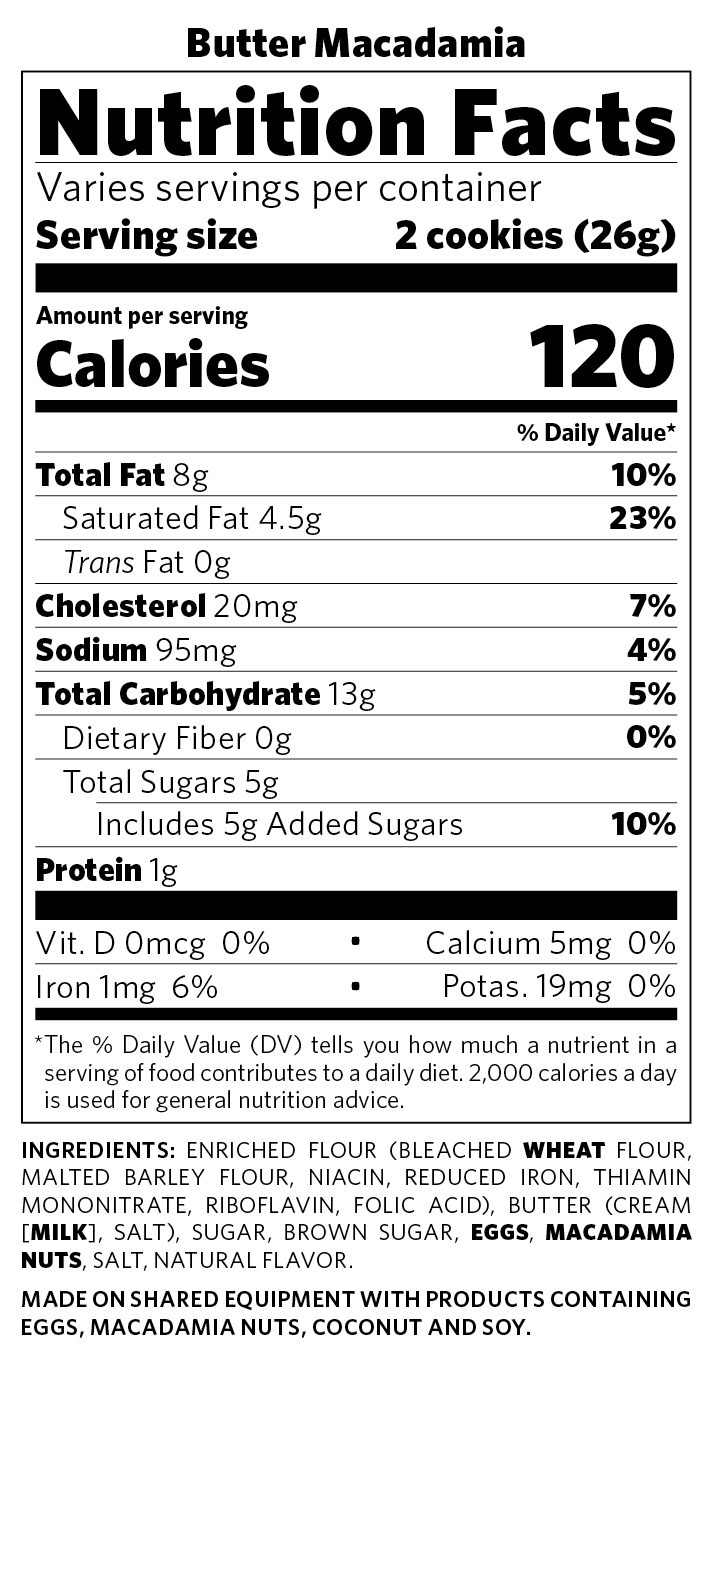 Butter Macadamia
Nutrition Facts
Varies servings per container
Serving size 2 cookies (26g)
Amount per serving
Calories 120
% Daily Value*
Total Fat 8g 10%
Saturated Fat 4.5g 23%
Trans Fat 0g
Cholesterol 20mg 7%
Sodium 95mg 4%
Total Carbohydrate 13g 5%
Dietary Fiber 0g 0%
Total Sugars 5g
Includes 5g Added Sugars 10%
Protein 1g
Vit. D 0mcg 0% • Calcium 5mg 0%
Iron 1mg 6% • Potas. 19mg 0%
*The % Daily Value (DV) tells you how much a nutrient in a
serving of food contributes to a daily diet. 2,000 calories a day
is used for general nutrition advice.
INGREDIENTS: ENRICHED FLOUR (BLEACHED WHEAT FLOUR,
MALTED BARLEY FLOUR, NIACIN, REDUCED IRON, THIAMIN
MONONITRATE, RIBOFLAVIN, FOLIC ACID), BUTTER (CREAM
[MILK], SALT), SUGAR, BROWN SUGAR, EGGS, MACADAMIA
NUTS, SALT, NATURAL FLAVOR.
MADE ON SHARED EQUIPMENT WITH PRODUCTS CONTAINING
EGGS, MACADAMIA NUTS, COCONUT AND SOY.